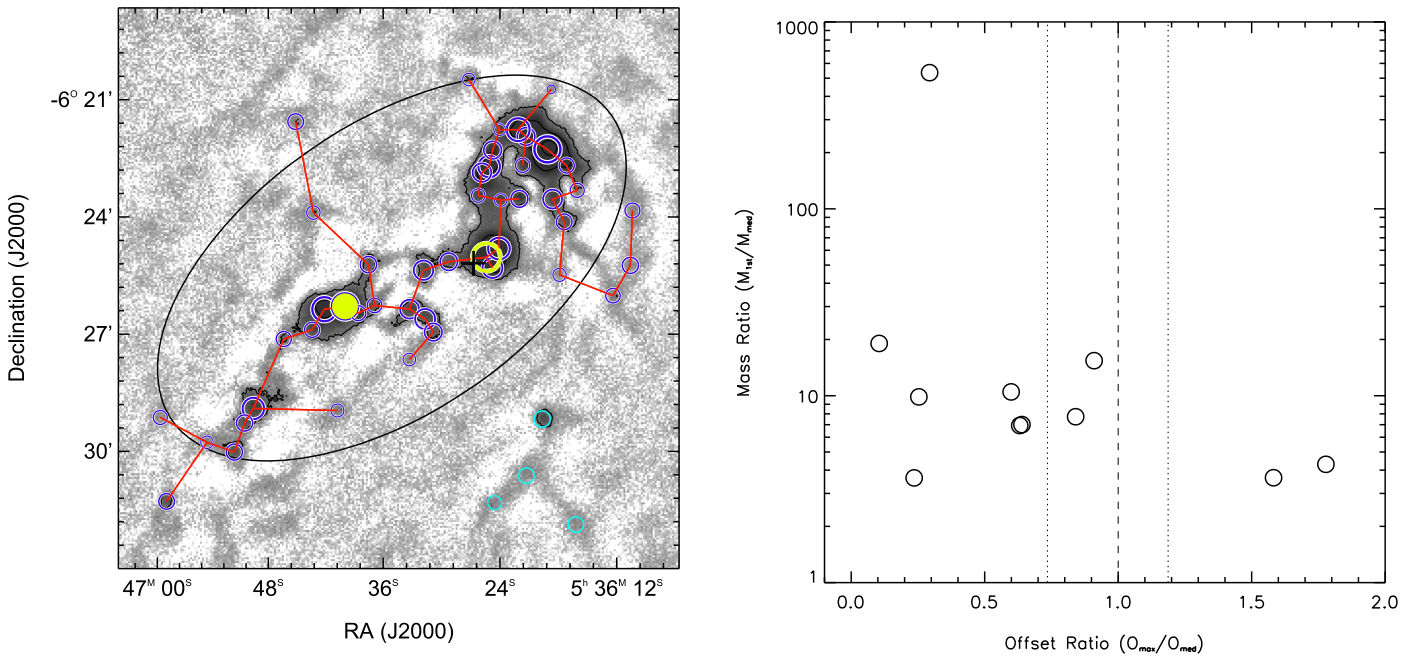 Declination (J2000)
-6° 21'
24'
27'
30'
47ᴹ 00ˢ 48ˢ 36ˢ 24ˢ 5ʰ 36ᴹ 12ˢ
RA (J2000)
Mass Ratio (M₁ₛₜ/Mₘₑd)
1000
100
10
1
0.0 0.5 1.0 1.5 2.0
Offset Ratio (Oₘₐₓ/Oₘₑd)